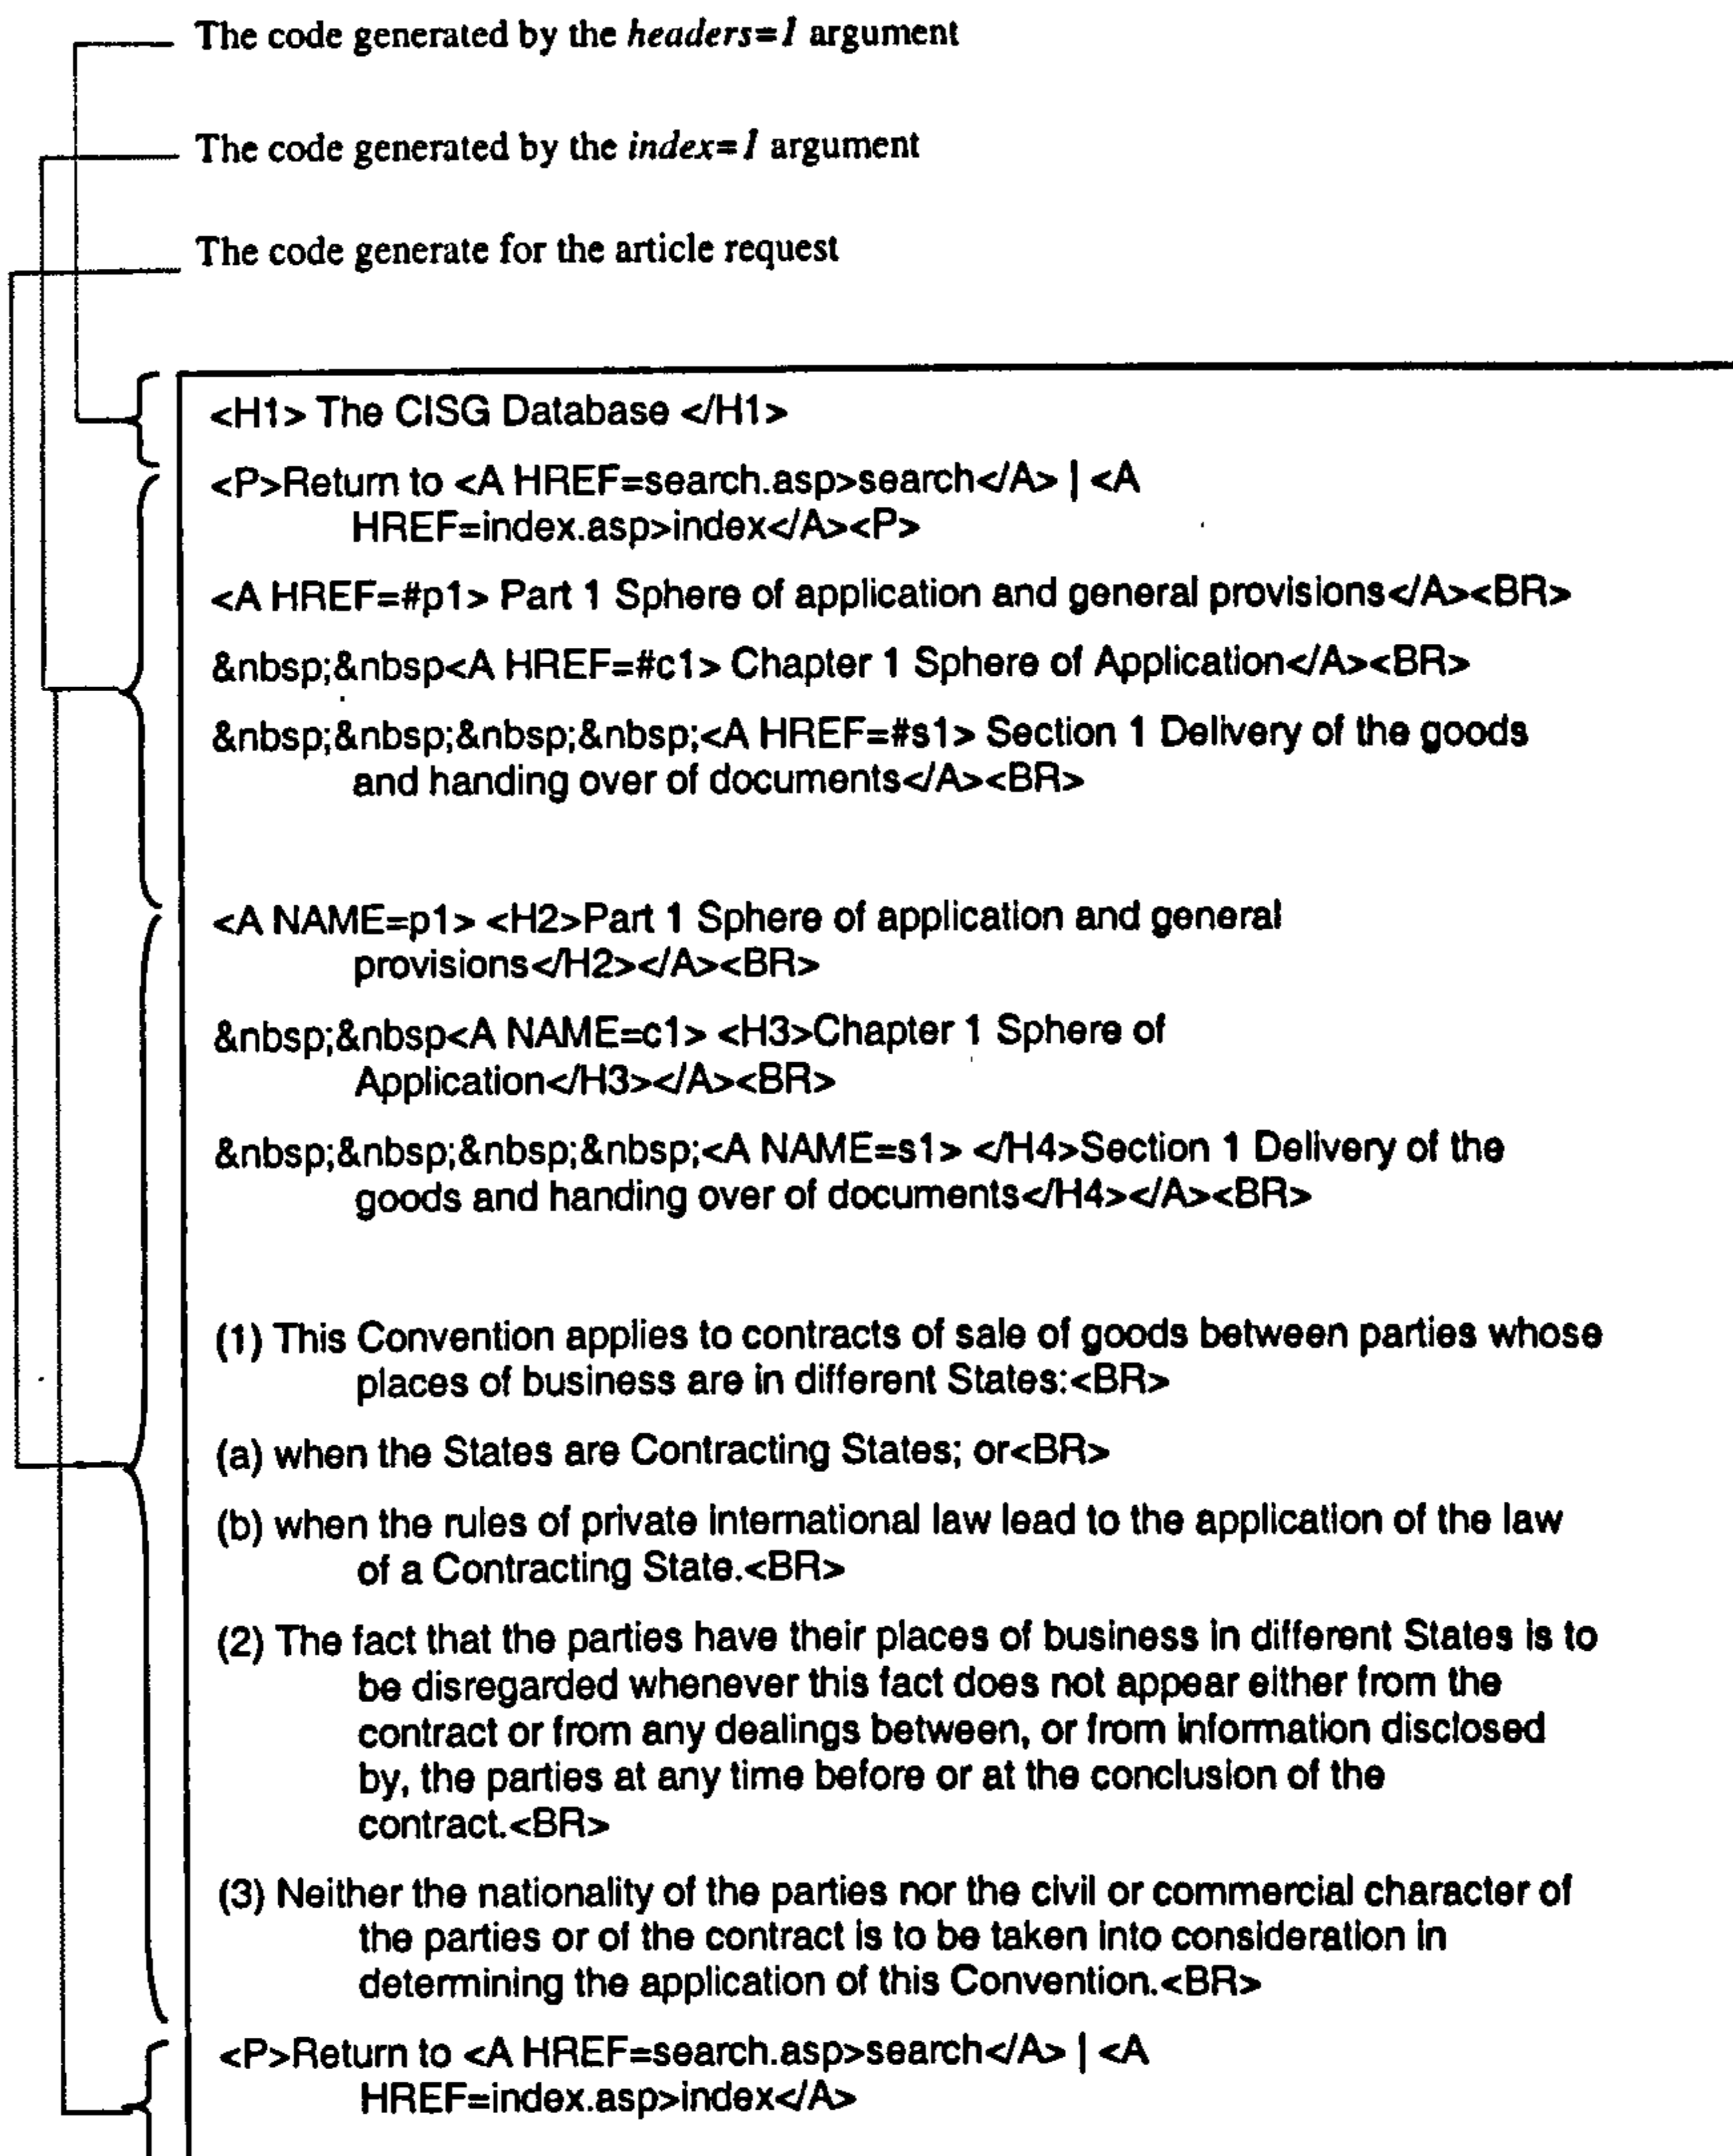 The code generated by the headers=1 argument
The code generated by the index=1 argument
The code generate for the article request
<H1> The CISG Database </H1>
<P>Return to <A HREF=search.asp>search</A> | <A
HREF=index.asp>index</A><P>
<A HREF=#p1> Part 1 Sphere of application and general provisions</A><BR>
&nbsp;&nbsp<A HREF=#c1> Chapter 1 Sphere of Application</A><BR>
&nbsp;&nbsp;&nbsp;&nbsp;<A HREF=#s1> Section 1 Delivery of the goods
and handing over of documents</A><BR>
<A NAME=p1> <H2>Part 1 Sphere of application and general
provisions</H2></A><BR>
&nbsp;&nbsp<A NAME=c1> <H3>Chapter 1 Sphere of
Application</H3></A><BR>
&nbsp;&nbsp;&nbsp;&nbsp;<A NAME=s1> </H4>Section 1 Delivery of the
goods and handing over of documents</H4></A><BR>
(1) This Convention applies to contracts of sale of goods between parties whose
places of business are in different States:<BR>
(a) when the States are Contracting States; or<BR>
(b) when the rules of private international law lead to the application of the law
of a Contracting State.<BR>
(2) The fact that the parties have their places of business in different States is to
be disregarded whenever this fact does not appear either from the
contract or from any dealings between, or from information disclosed
by, the parties at any time before or at the conclusion of the
contract.<BR>
(3) Neither the nationality of the parties nor the civil or commercial character of
the parties or of the contract is to be taken into consideration in
determining the application of this Convention.<BR>
<P>Return to <A HREF=search.asp>search</A> | <A
HREF=index.asp>index</A>